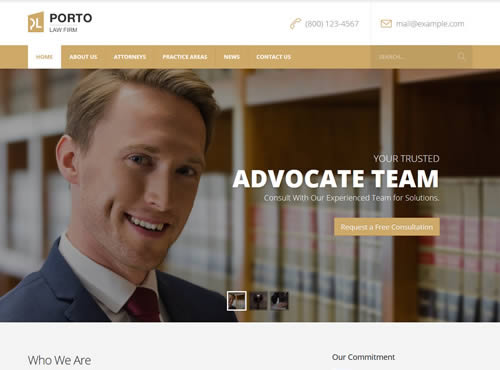 PORTO
LAW FIRM
(800) 123-4567
mail@example.com
HOME ABOUT US ATTORNEYS PRACTICE AREAS NEWS CONTACT US SEARCH...
YOUR TRUSTED
ADVOCATE TEAM
Consult With Our Experienced Team for Solutions.
Request a Free Consultation
Who We Are
Our Commitment